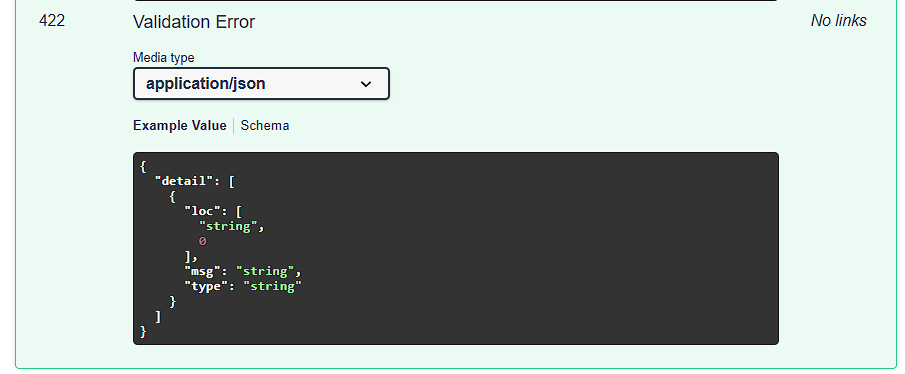 422 Validation Error No links
Media type
application/json
Example Value Schema
{
  "detail": [
    {
      "loc": [
        "string",
        0
      ],
      "msg": "string",
      "type": "string"
    }
  ]
}